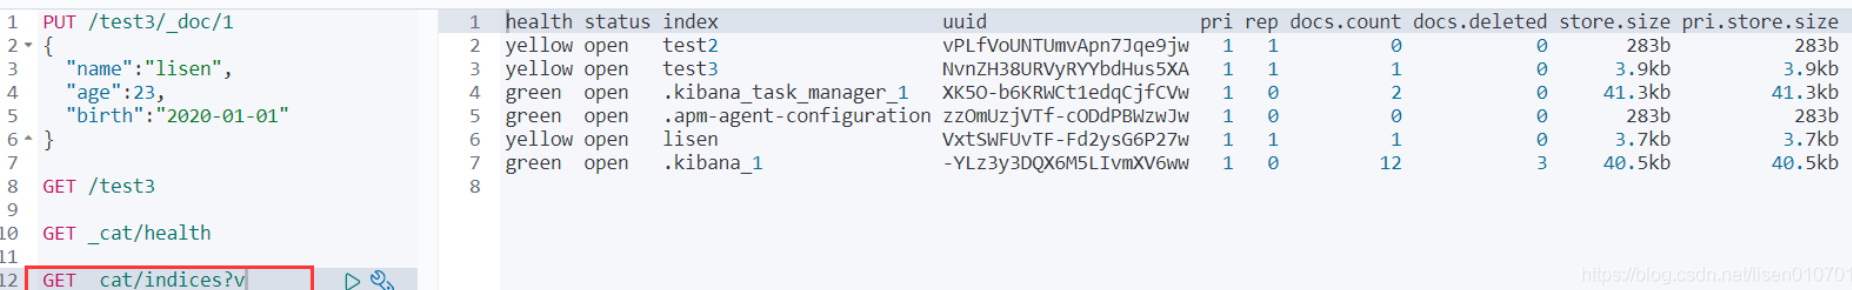 1 PUT /test3/_doc/1
2 {
3 "name":"lisen",
4 "age":23,
5 "birth":"2020-01-01"
6 }
7
8 GET /test3
9
10 GET _cat/health
11
12 GET _cat/indices?v
1 health status index uuid pri rep docs.count docs.deleted store.size pri.store.size
2 yellow open test2 vPLfVoUNTUmvApn7Jqe9jw 1 1 0 0 283b 283b
3 yellow open test3 NvnZH38URVyRYYbdHus5XA 1 1 1 0 3.9kb 3.9kb
4 green open .kibana_task_manager_1 XK5O-b6KRWCt1edqCjfCVw 1 0 2 0 41.3kb 41.3kb
5 green open .apm-agent-configuration zzOmUzjVTf-cODdPBWzwJw 1 0 0 0 283b 283b
6 yellow open lisen VxtSWFUvTF-Fd2ysG6P27w 1 1 1 0 3.7kb 3.7kb
7 green open .kibana_1 -YLz3y3DQX6M5LIvmXV6ww 1 0 12 3 40.5kb 40.5kb
8
https://blog.csdn.net/lisen010701